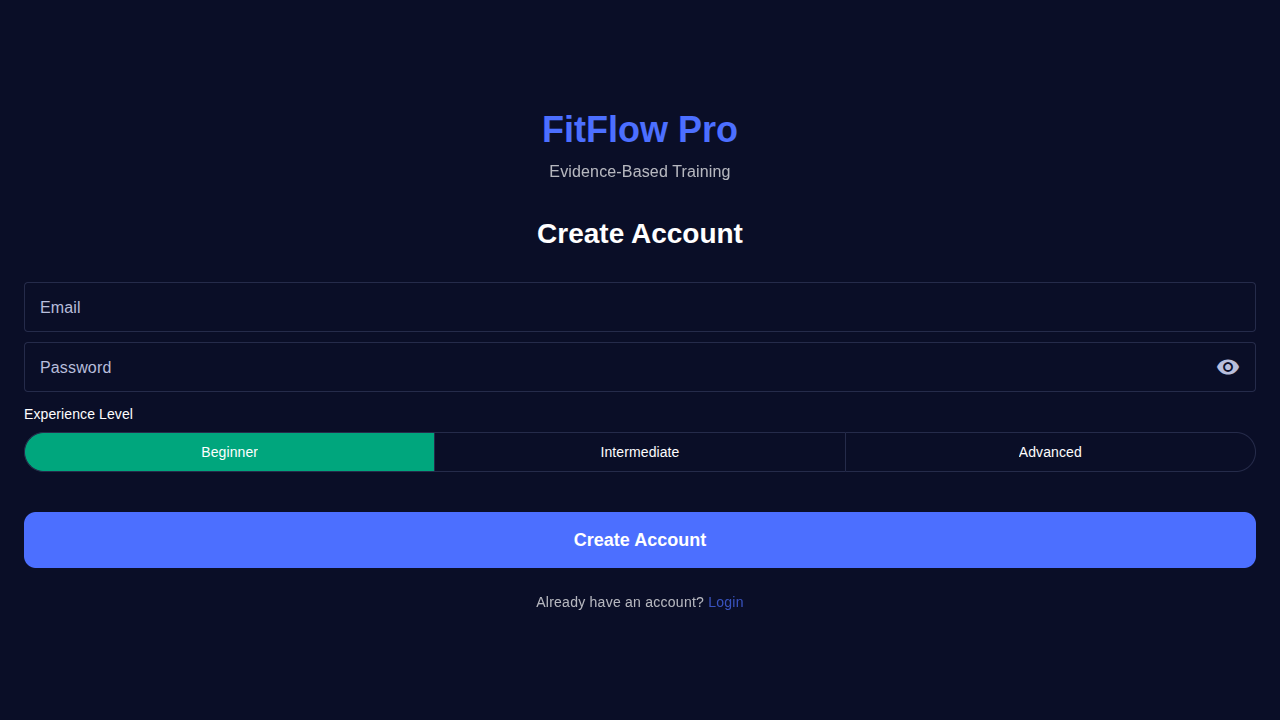 FitFlow Pro
Evidence-Based Training
Create Account
Email
Password
Experience Level
Beginner Intermediate Advanced
Create Account
Already have an account? Login